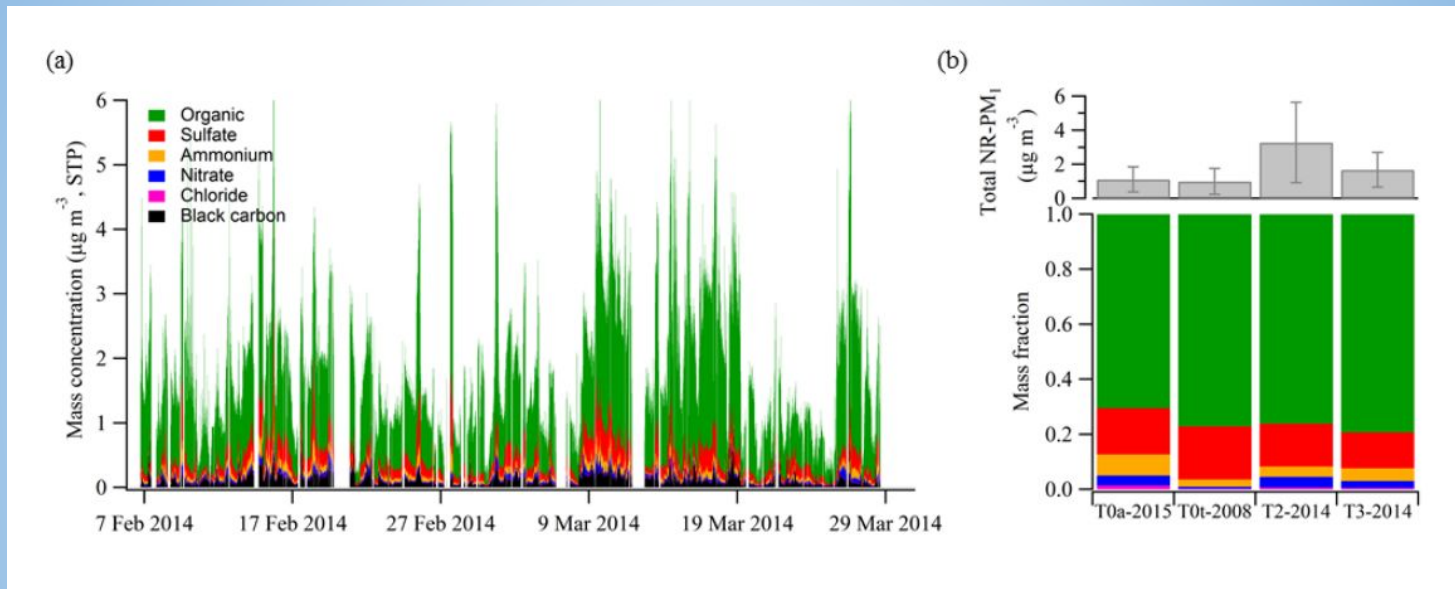 (a)
Mass concentration (µg m⁻³, STP)
6
5
4
3
2
1
0
Organic
Sulfate
Ammonium
Nitrate
Chloride
Black carbon
7 Feb 2014
17 Feb 2014
27 Feb 2014
9 Mar 2014
19 Mar 2014
29 Mar 2014
(b)
Total NR-PM₁
(µg m⁻³)
6
4
2
0
Mass fraction
1.0
0.8
0.6
0.4
0.2
0.0
T0a-2015
T0t-2008
T2-2014
T3-2014